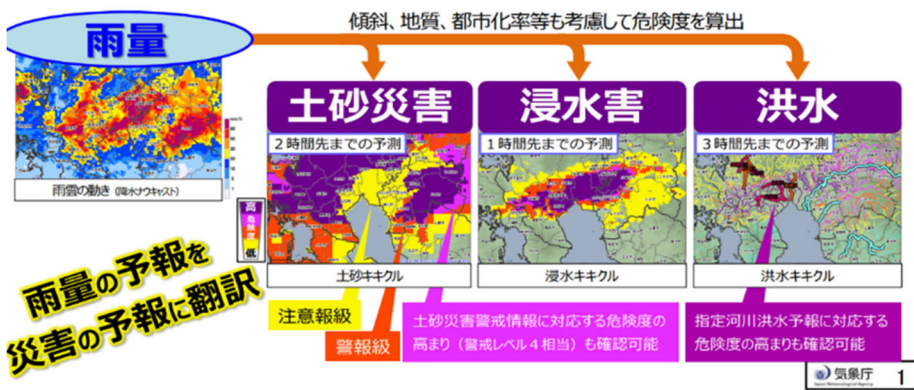 傾斜、地質、都市化率等も考慮して危険度を算出
雨量
土砂災害
浸水害
洪水
2時間先までの予測
1時間先までの予測
3時間先までの予測
雨雲の動き (降水ナウキャスト)
高
危険度
低
土砂キキクル
浸水キキクル
洪水キキクル
雨量の予報を
災害の予報に翻訳
注意報級
警報級
土砂災害警戒情報に対応する危険度の
高まり（警戒レベル４相当）も確認可能
指定河川洪水予報に対応する
危険度の高まりも確認可能
気象庁
Japan Meteorological Agency
1